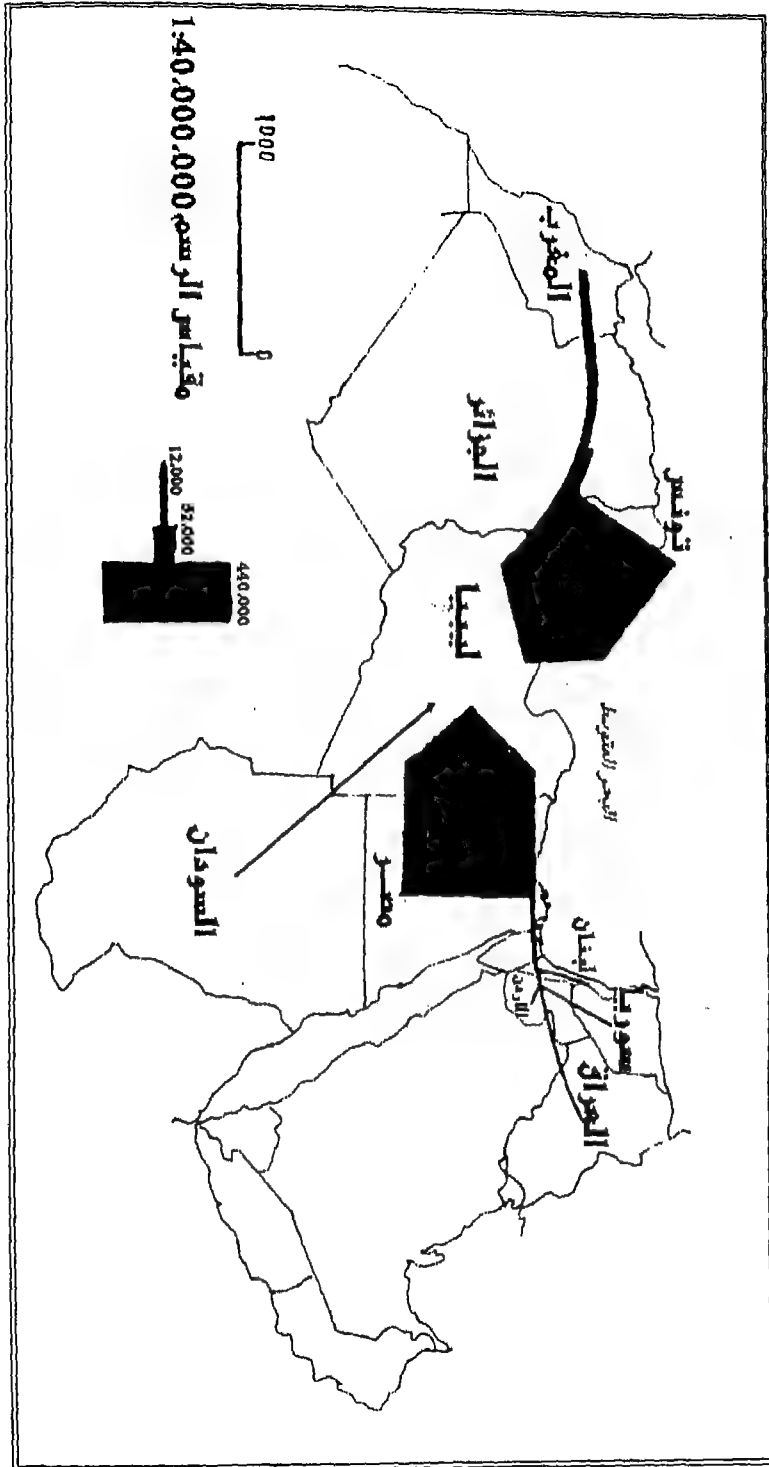 المغرب
الجزائر
تونس
ليبيا
البحر المتوسط
مصر
السودان
لبنان
سوريا
الاردن
العراق
1000 0
مقياس الرسم 1:40.000.000
12.000
52.000
440.000